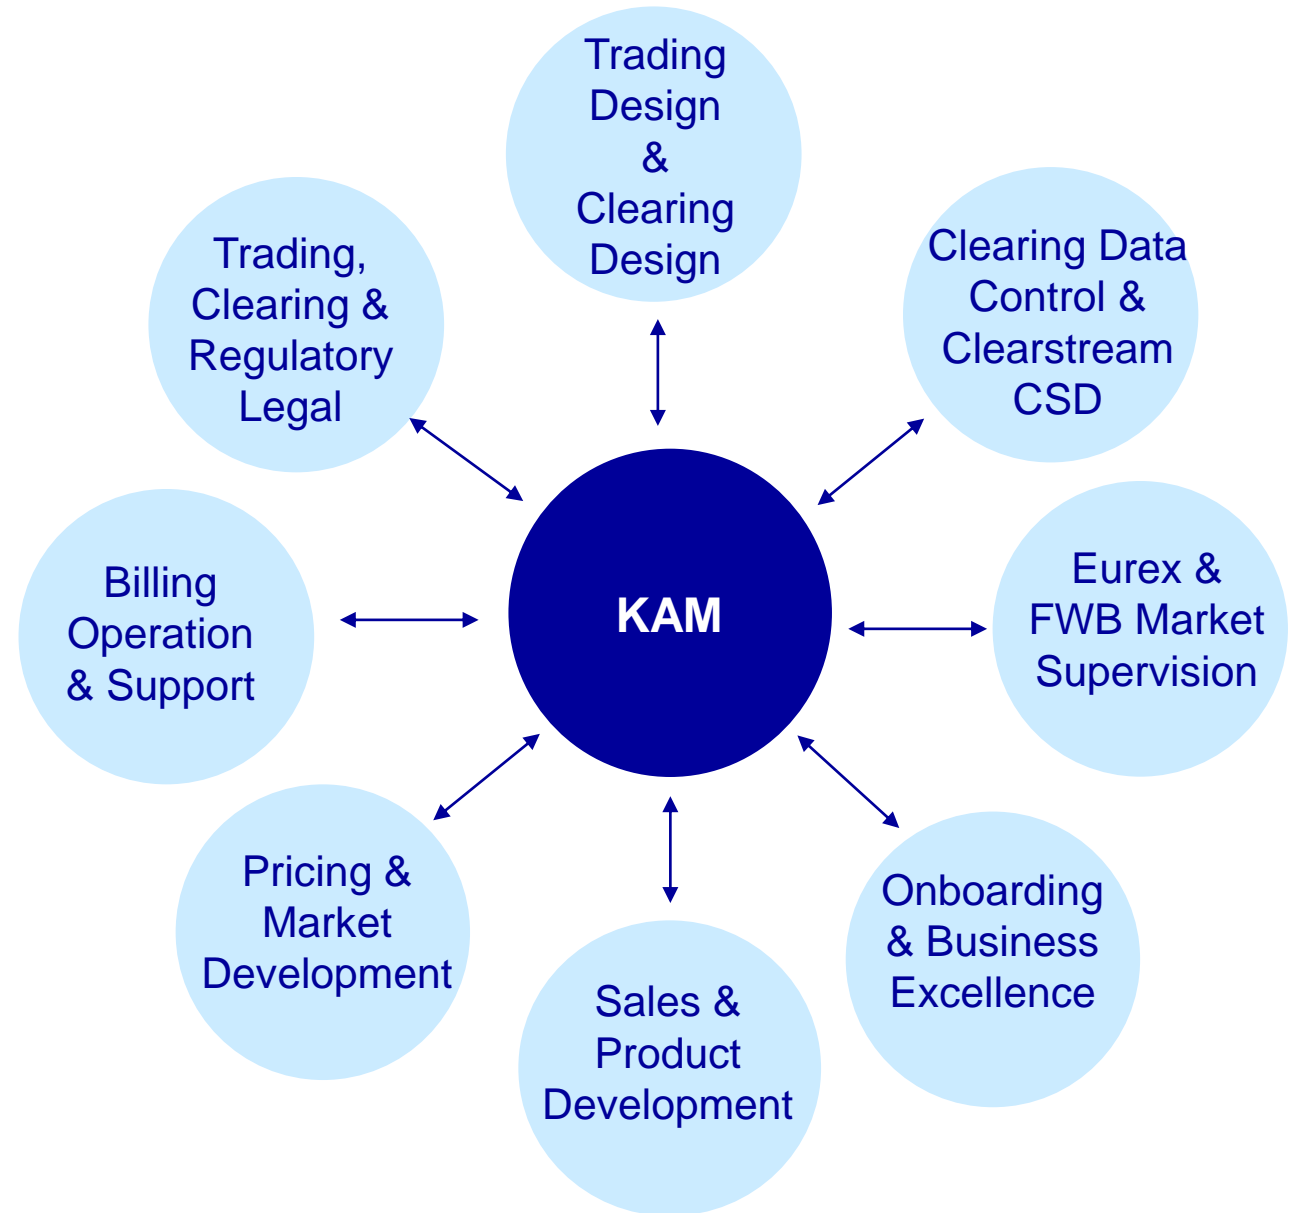 Trading
Design
&
Clearing
Design
Trading,
Clearing &
Regulatory
Legal
Clearing Data
Control &
Clearstream
CSD
Billing
Operation
& Support
KAM
Eurex &
FWB Market
Supervision
Pricing &
Market
Development
Onboarding
& Business
Excellence
Sales &
Product
Development